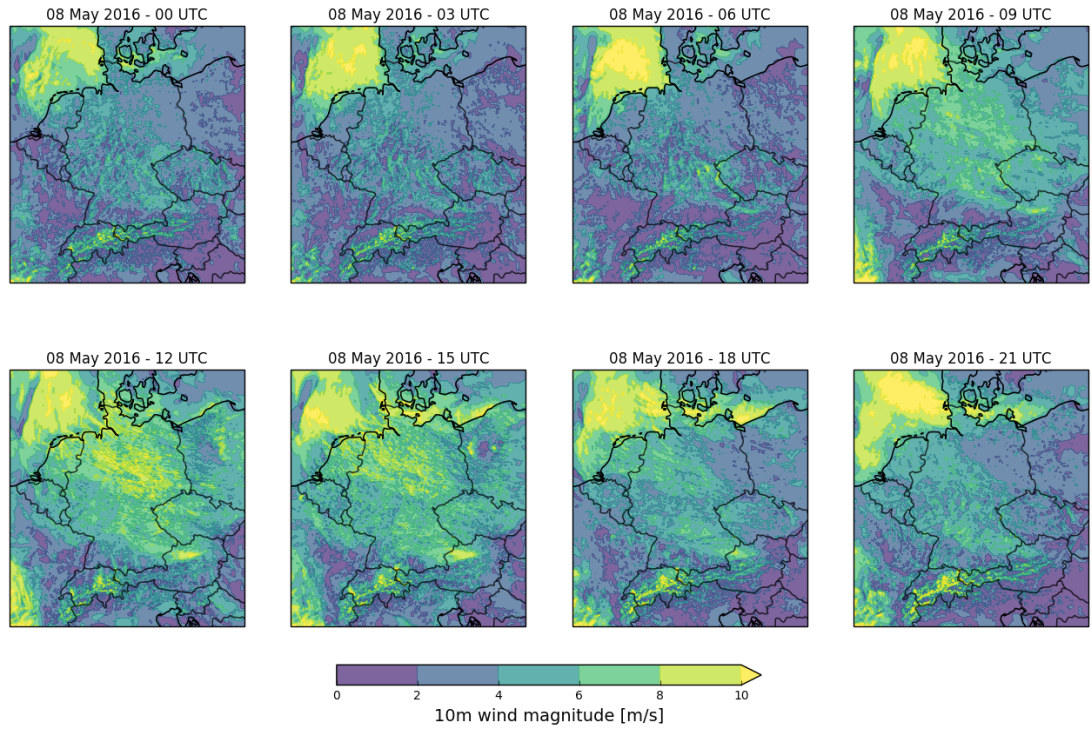 08 May 2016 - 00 UTC
08 May 2016 - 03 UTC
08 May 2016 - 06 UTC
08 May 2016 - 09 UTC
08 May 2016 - 12 UTC
08 May 2016 - 15 UTC
08 May 2016 - 18 UTC
08 May 2016 - 21 UTC
0 2 4 6 8 10
10m wind magnitude [m/s]